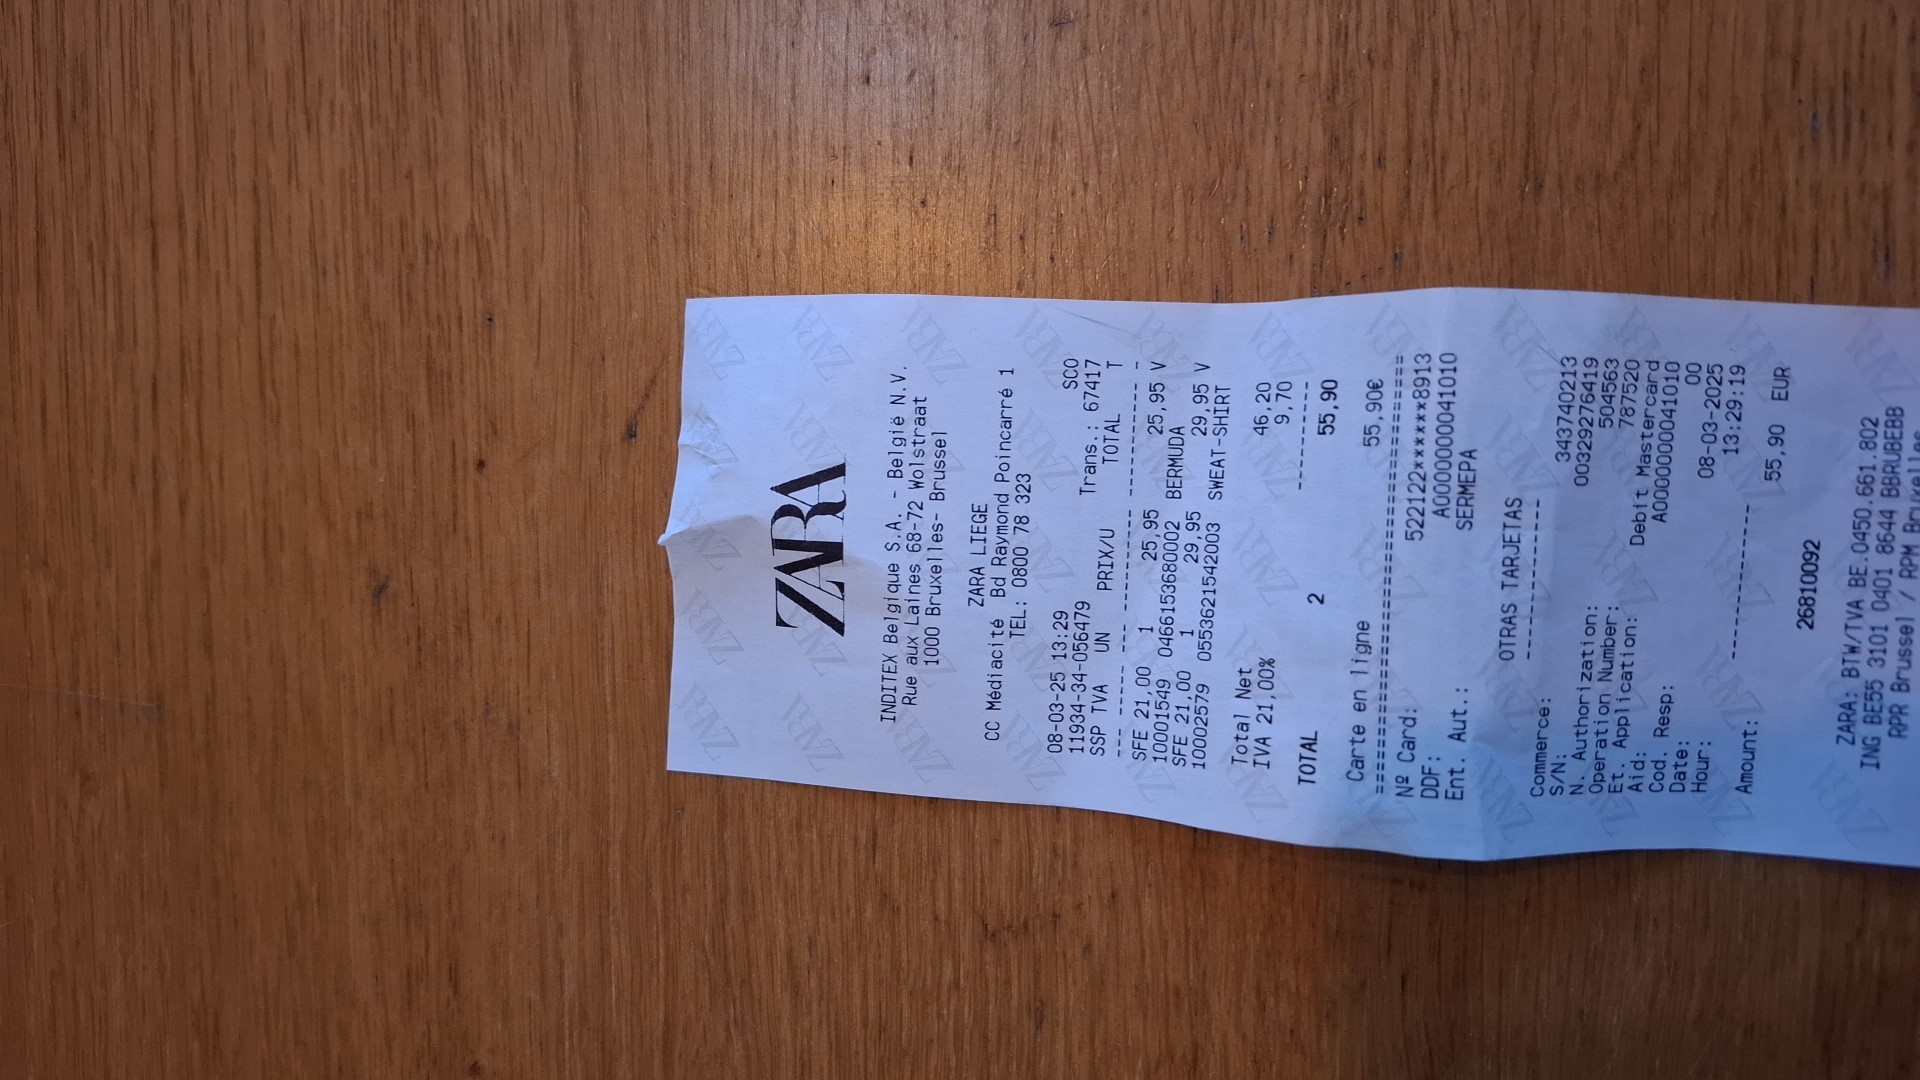 ZARA
INDITEX Belgique S.A. - België N.V.
Rue aux Laines 68-72 Wolstraat
1000 Bruxelles- Brussel
ZARA LIEGE
CC Médiacité Bd Raymond Poincarré 1
TEL: 0800 78 323
08-03-25 13:29 SCO
11934-34-056479 Trans.: 67417
SSP TVA UN PRIX/U TOTAL T
--- ------ --- ---------- ---------- -
SFE 21,00 1 25,95 25,95 V
10001549 0466153680002 BERMUDA
SFE 21,00 1 29,95 29,95 V
10002579 0553621542003 SWEAT-SHIRT
Total Net 46,20
IVA 21,00% 9,70
----------
TOTAL 2 55,90
Carte en ligne 55,90€
========================================
Nº Card: 522122******8913
DDF: A0000000041010
Ent. Aut.: SERMEPA
OTRAS TARJETAS
---------------
Commerce: 343740213
S/N: 00329276419
N. Authorization: 504563
Operation Number: 787520
Et. Application: Debit Mastercard
Aid: A0000000041010
Cod. Resp: 00
Date: 08-03-2025
Hour: 13:29:19
---------------
Amount: 55,90 EUR
26810092
ZARA: BTW/TVA BE.0450.661.802
ING BE55 3101 0401 8644 BBRUBEBB
RPR Brussel / RPM Bruxelles